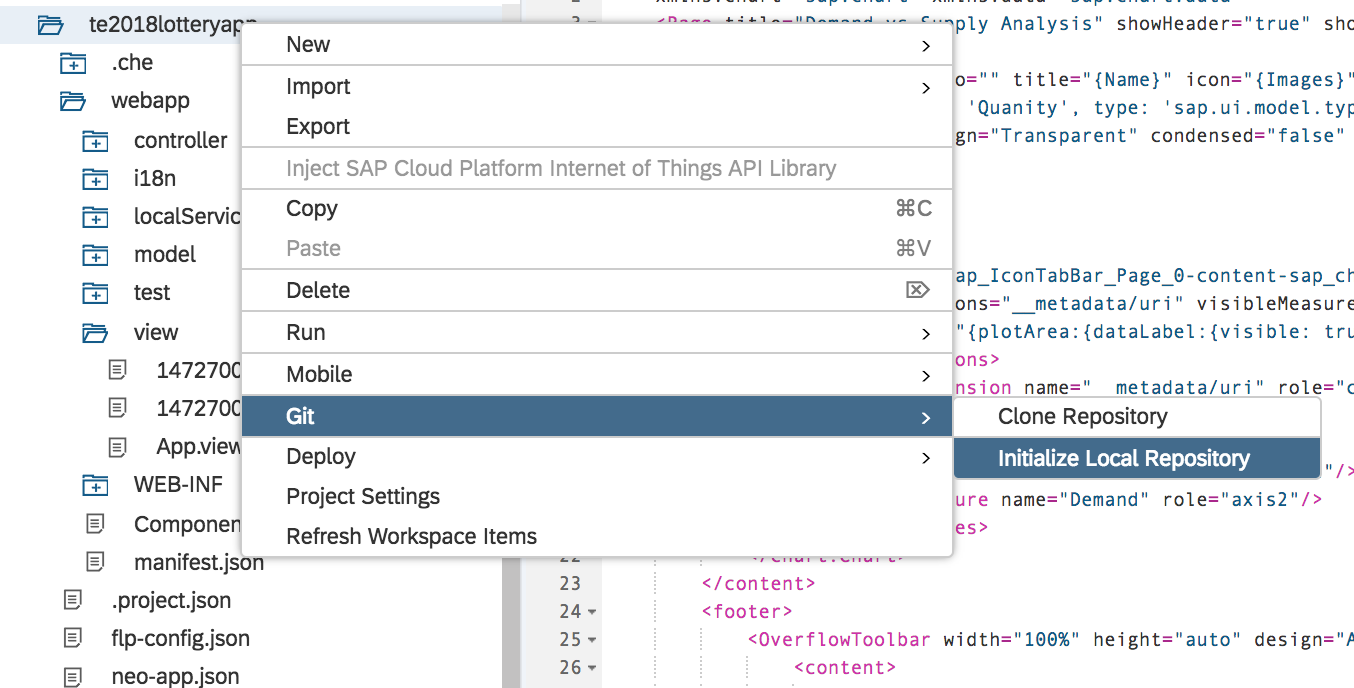 te2018lotteryapp
.che
webapp
controller
i18n
localServic
model
test
view
1472700
1472700
App.view
WEB-INF
Componen
manifest.json
.project.json
flp-config.json
neo-app.json
New
Import
Export
Inject SAP Cloud Platform Internet of Things API Library
Copy ⌘C
Paste ⌘V
Delete
Run
Mobile
Git
Deploy
Project Settings
Refresh Workspace Items
Clone Repository
Initialize Local Repository
<Page title="Demand vs Supply Analysis" showHeader="true" sho
o="" title="{Name}" icon="{Images}"
'Quanity', type: 'sap.ui.model.typ
gn="Transparent" condensed="false"
ap_IconTabBar_Page_0-content-sap_ch
ons="__metadata/uri" visibleMeasure
"{plotArea:{dataLabel:{visible: tru
ons>
nsion name="__metadata/uri" role="c
"/>
ure name="Demand" role="axis2"/>
es>
22 </chart:Chart>
23 </content>
24 <footer>
25 <OverflowToolbar width="100%" height="auto" design="A
26 <content>